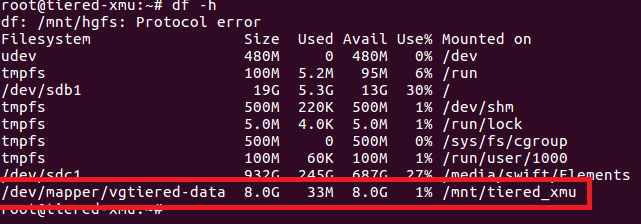 root@tiered-xmu:~# df -h
df: /mnt/hgfs: Protocol error
Filesystem Size Used Avail Use% Mounted on
udev 480M 0 480M 0% /dev
tmpfs 100M 5.2M 95M 6% /run
/dev/sdb1 19G 5.3G 13G 30% /
tmpfs 500M 220K 500M 1% /dev/shm
tmpfs 5.0M 4.0K 5.0M 1% /run/lock
tmpfs 500M 0 500M 0% /sys/fs/cgroup
tmpfs 100M 60K 100M 1% /run/user/1000
/dev/sdc1 932G 245G 687G 27% /media/swift/Elements
/dev/mapper/vgtiered-data 8.0G 33M 8.0G 1% /mnt/tiered_xmu
root@tiered-xmu:~#